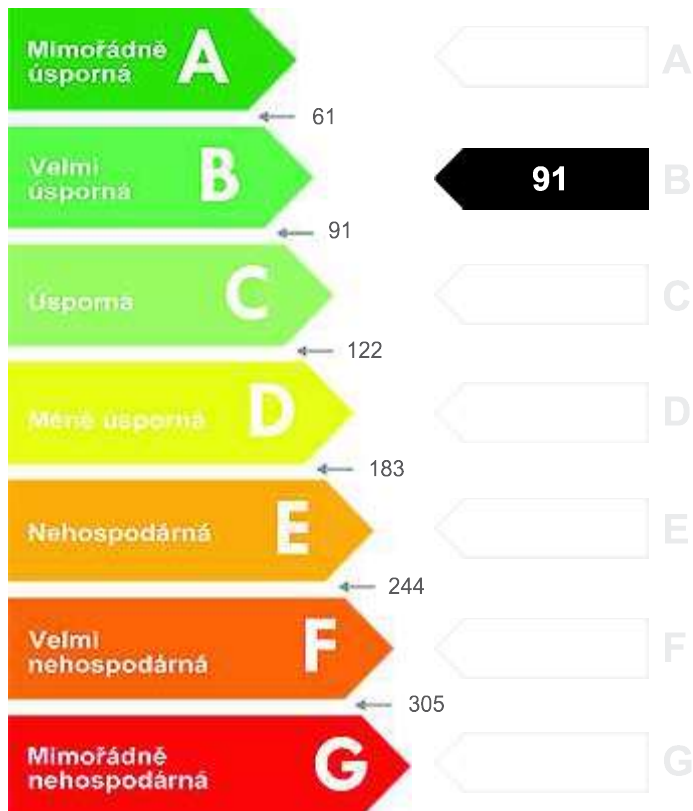 Mimořádně
úsporná
A
A
61
Velmi
úsporná
B
91
B
91
Úsporná
C
C
122
Méně úsporná
D
D
183
Nehospodárná
E
E
244
Velmi
nehospodárná
F
F
305
Mimořádně
nehospodárná
G
G